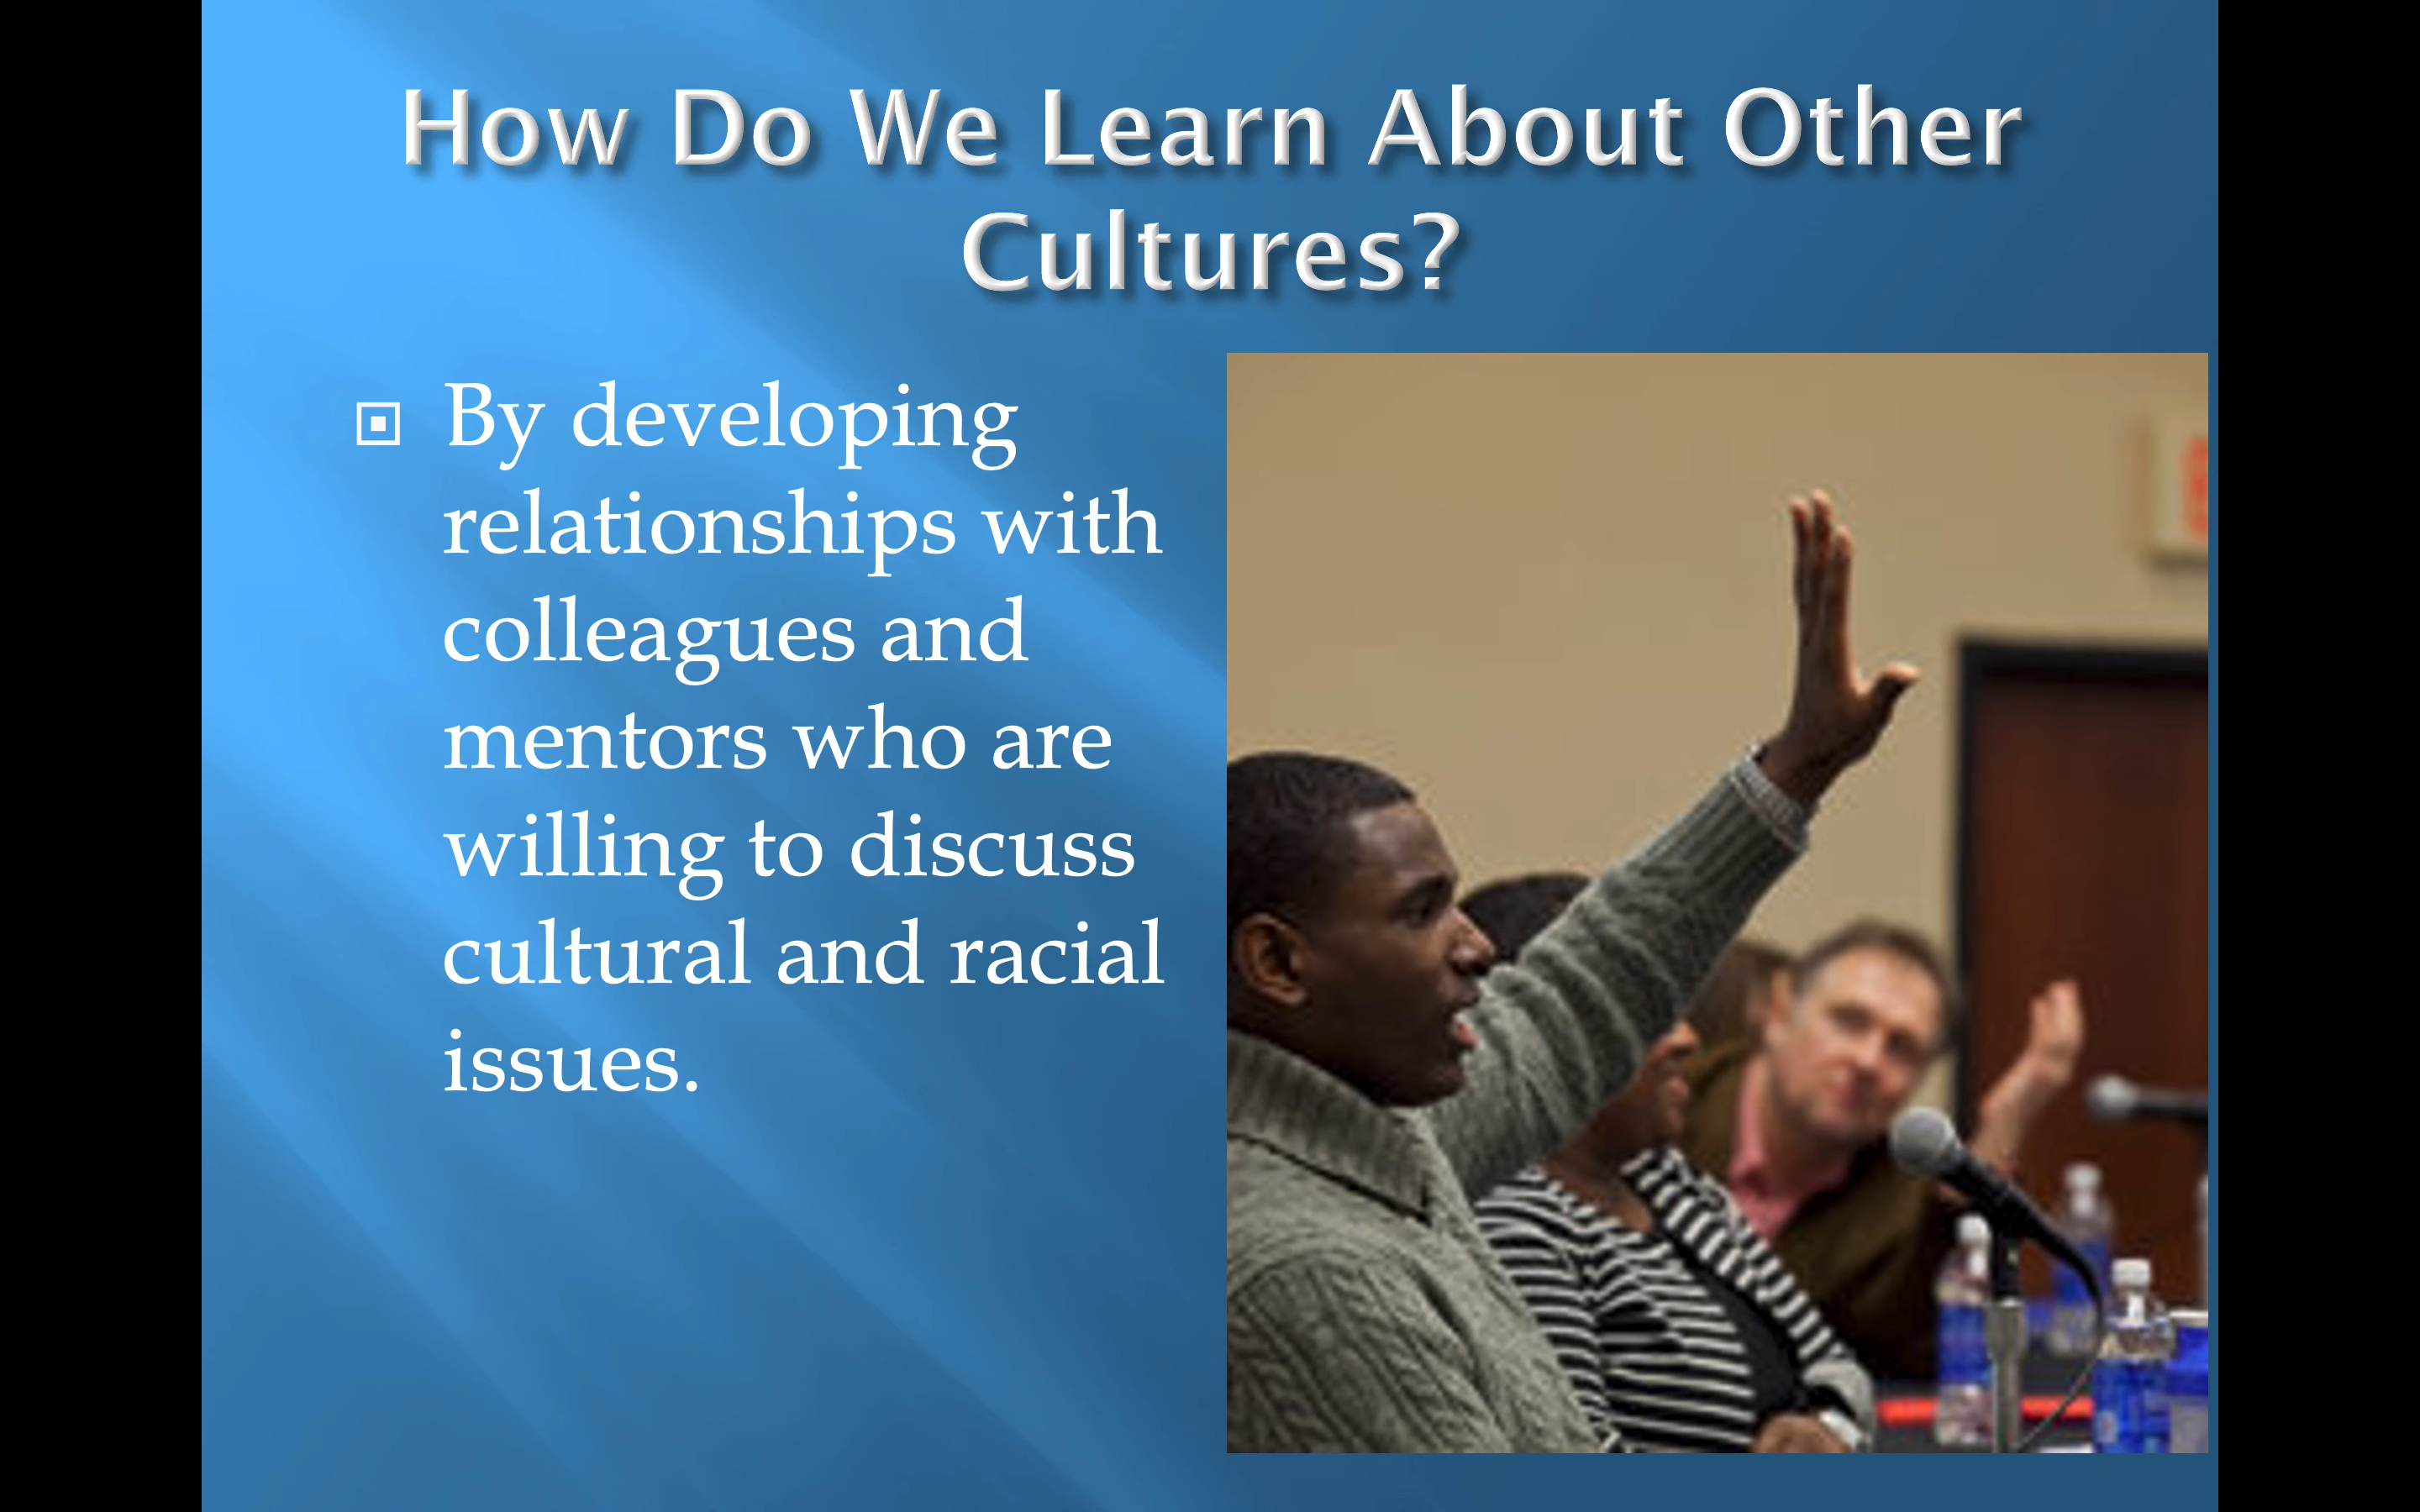 How Do We Learn About Other
Cultures?
By developing
relationships with
colleagues and
mentors who are
willing to discuss
cultural and racial
issues.